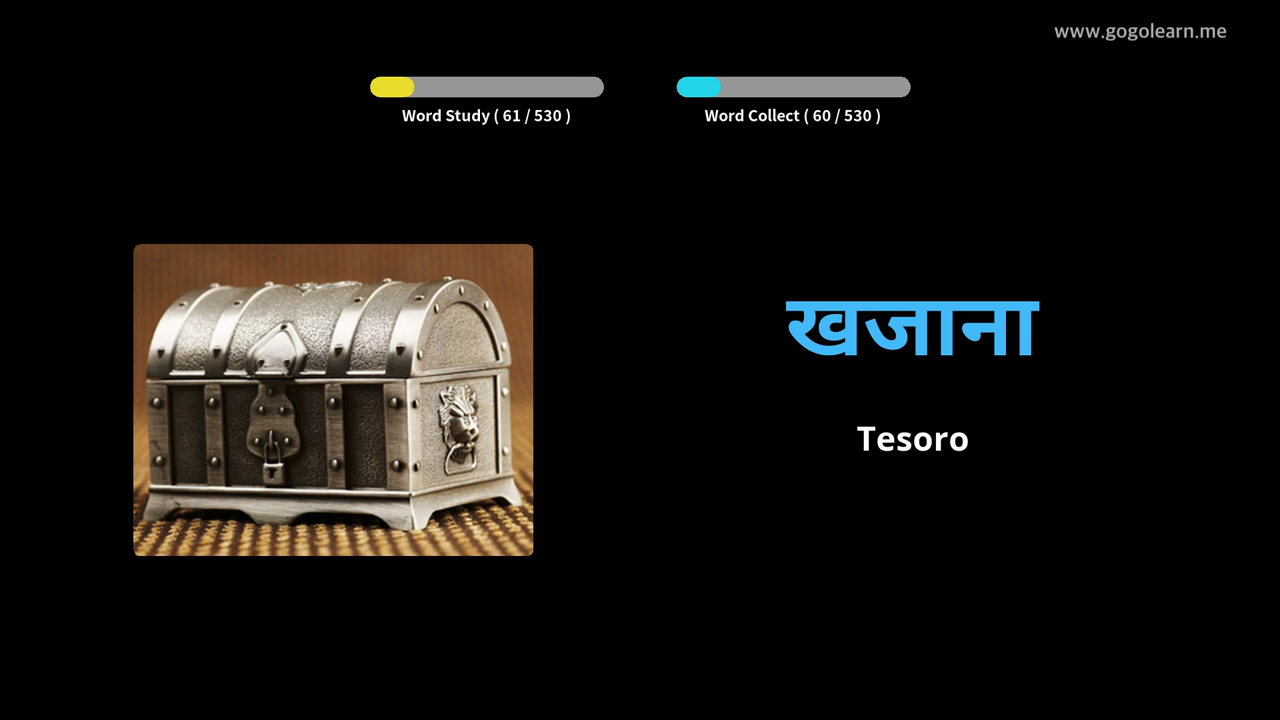 www.gogolearn.me
Word Study ( 61 / 530 )
Word Collect ( 60 / 530 )
खजाना
Tesoro